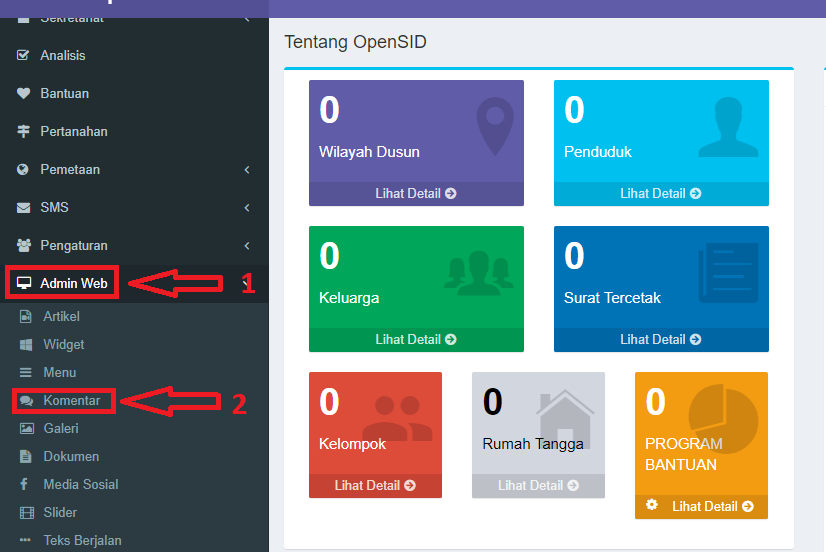 Sekretariat
Analisis
Bantuan
Pertanahan
Pemetaan
SMS
Pengaturan
Admin Web
1
Artikel
Widget
Menu
Komentar
2
Galeri
Dokumen
Media Sosial
Slider
Teks Berjalan
Tentang OpenSID
0
Wilayah Dusun
Lihat Detail
0
Penduduk
Lihat Detail
0
Keluarga
Lihat Detail
0
Surat Tercetak
Lihat Detail
0
Kelompok
Lihat Detail
0
Rumah Tangga
Lihat Detail
0
PROGRAM
BANTUAN
Lihat Detail